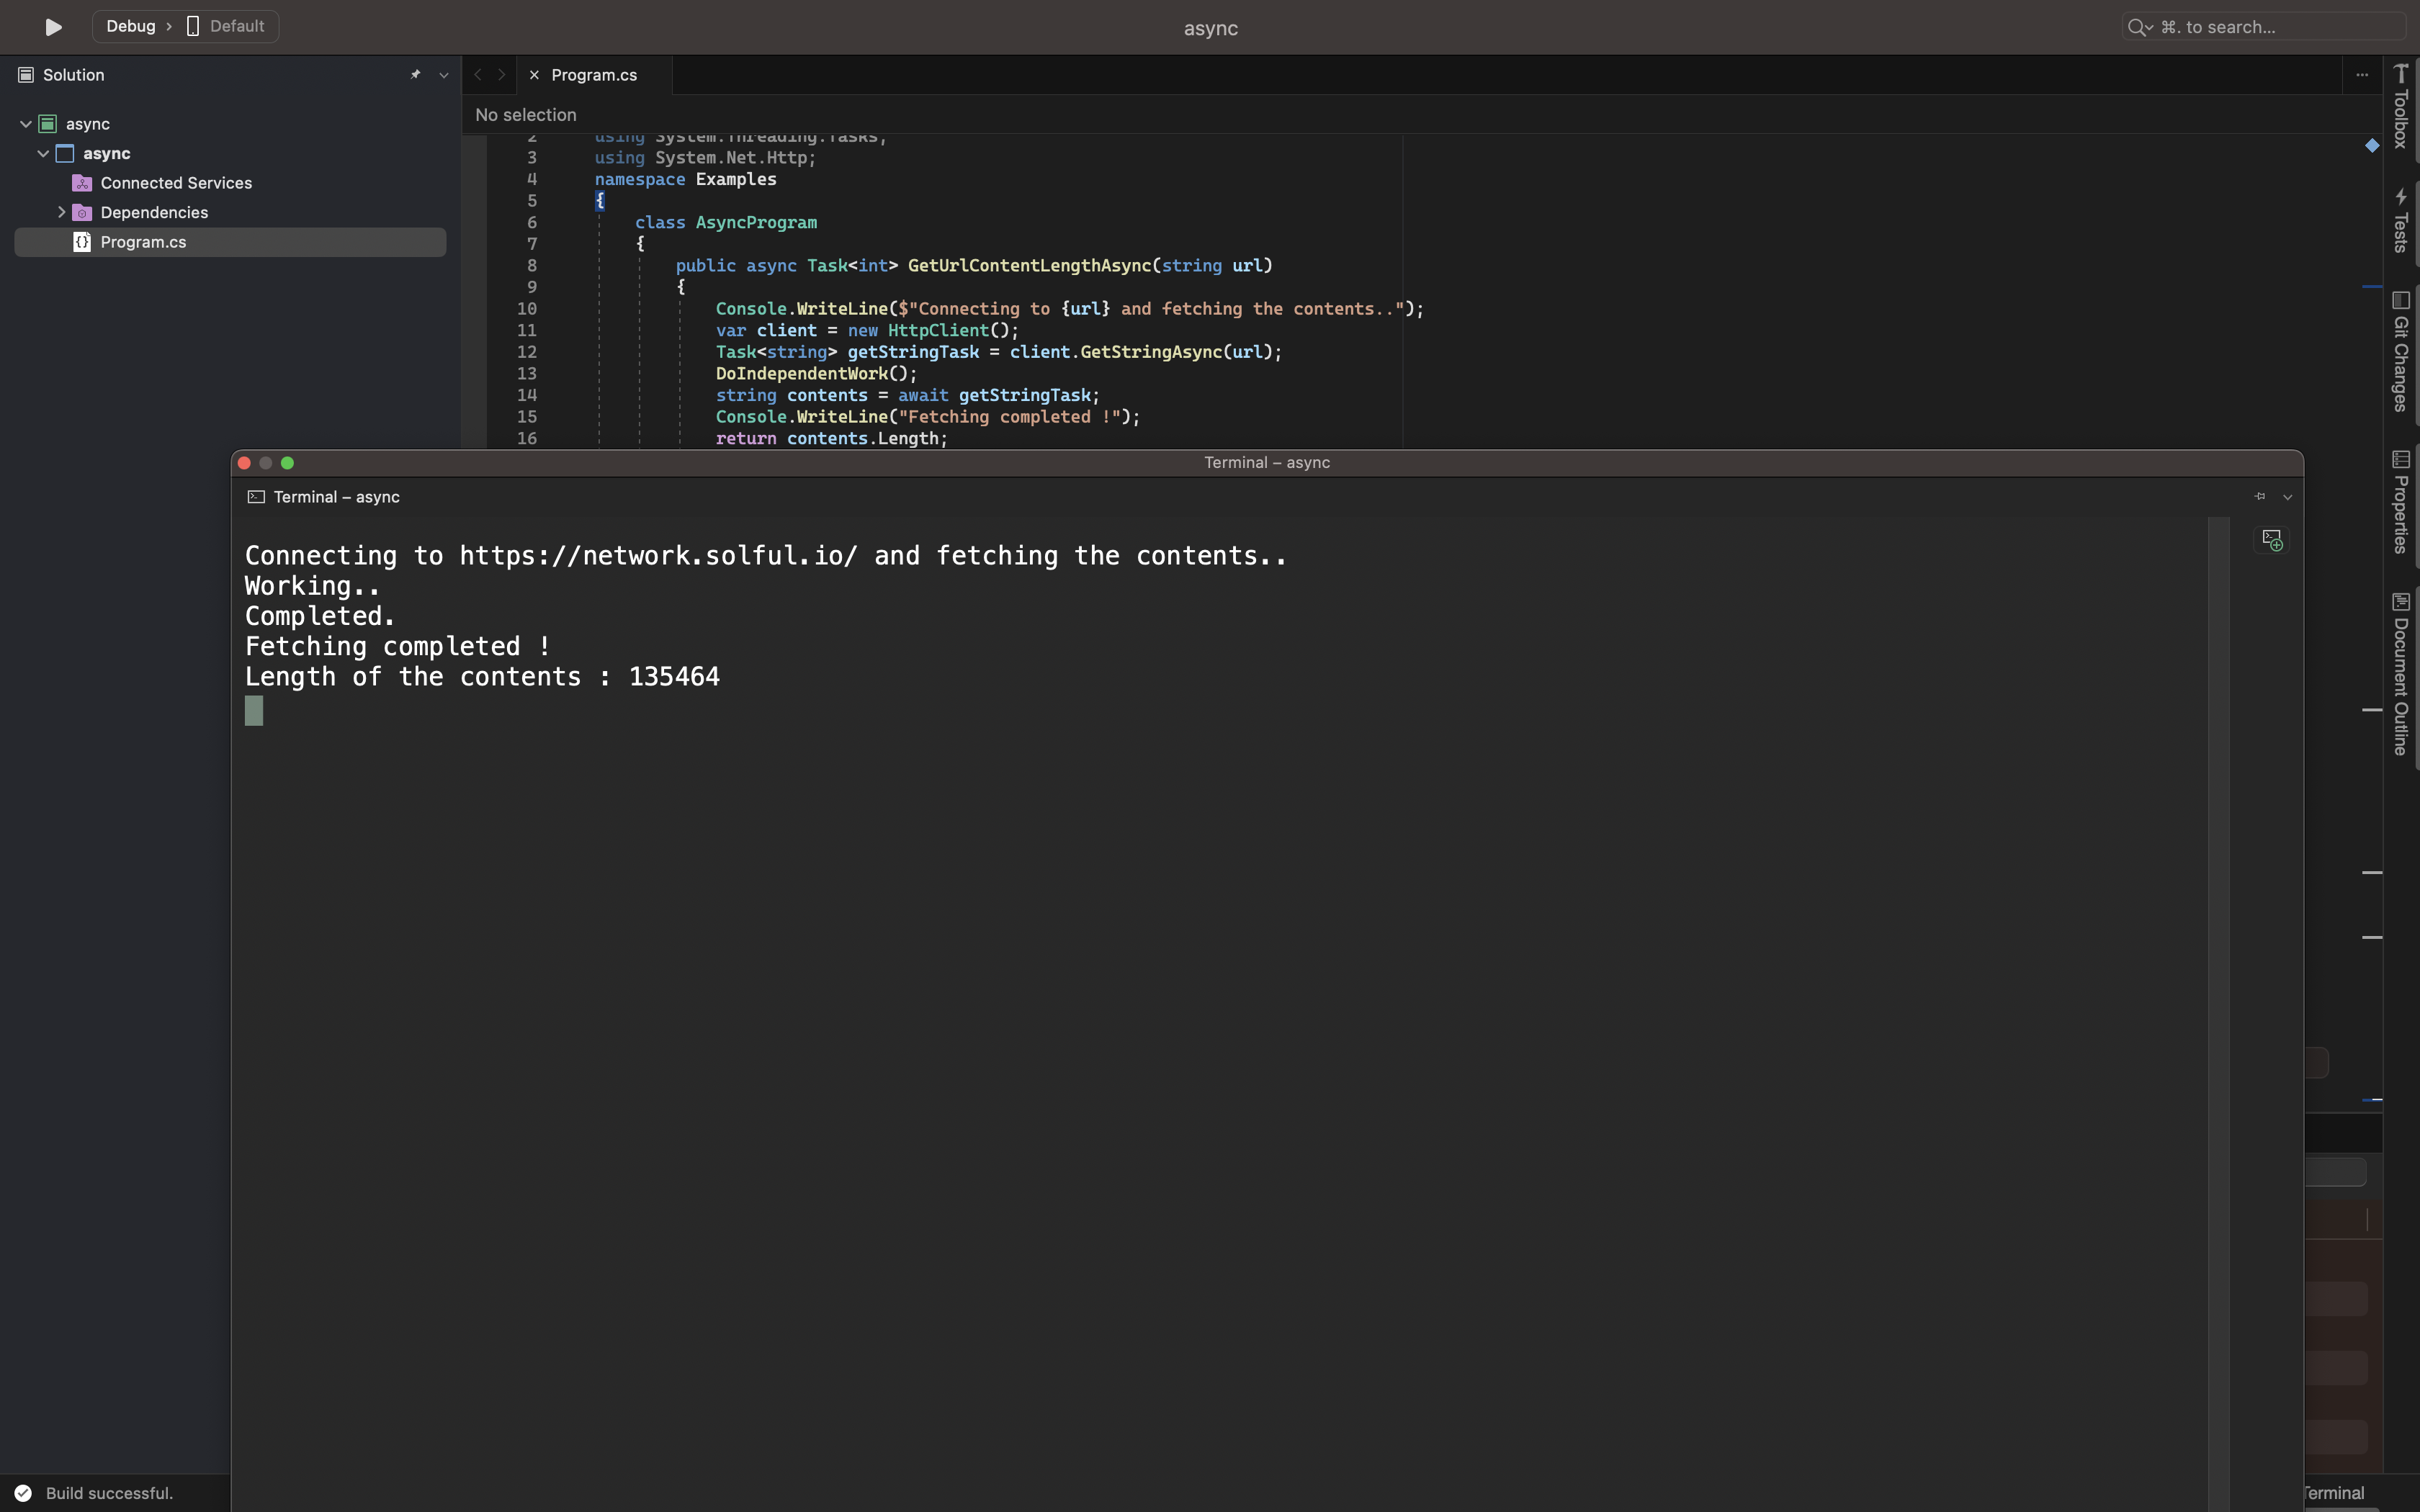 Debug › Default
async
⌘. to search...
Solution
Program.cs
No selection
async
async
Connected Services
Dependencies
Program.cs
2 using System.Threading.Tasks;
3 using System.Net.Http;
4 namespace Examples
5 {
6 class AsyncProgram
7 {
8 public async Task<int> GetUrlContentLengthAsync(string url)
9 {
10 Console.WriteLine($"Connecting to {url} and fetching the contents..");
11 var client = new HttpClient();
12 Task<string> getStringTask = client.GetStringAsync(url);
13 DoIndependentWork();
14 string contents = await getStringTask;
15 Console.WriteLine("Fetching completed !");
16 return contents.Length;
Toolbox
Tests
Git Changes
Properties
Document Outline
Terminal – async
Terminal – async
Connecting to https://network.solful.io/ and fetching the contents..
Working..
Completed.
Fetching completed !
Length of the contents : 135464
Build successful.
Terminal